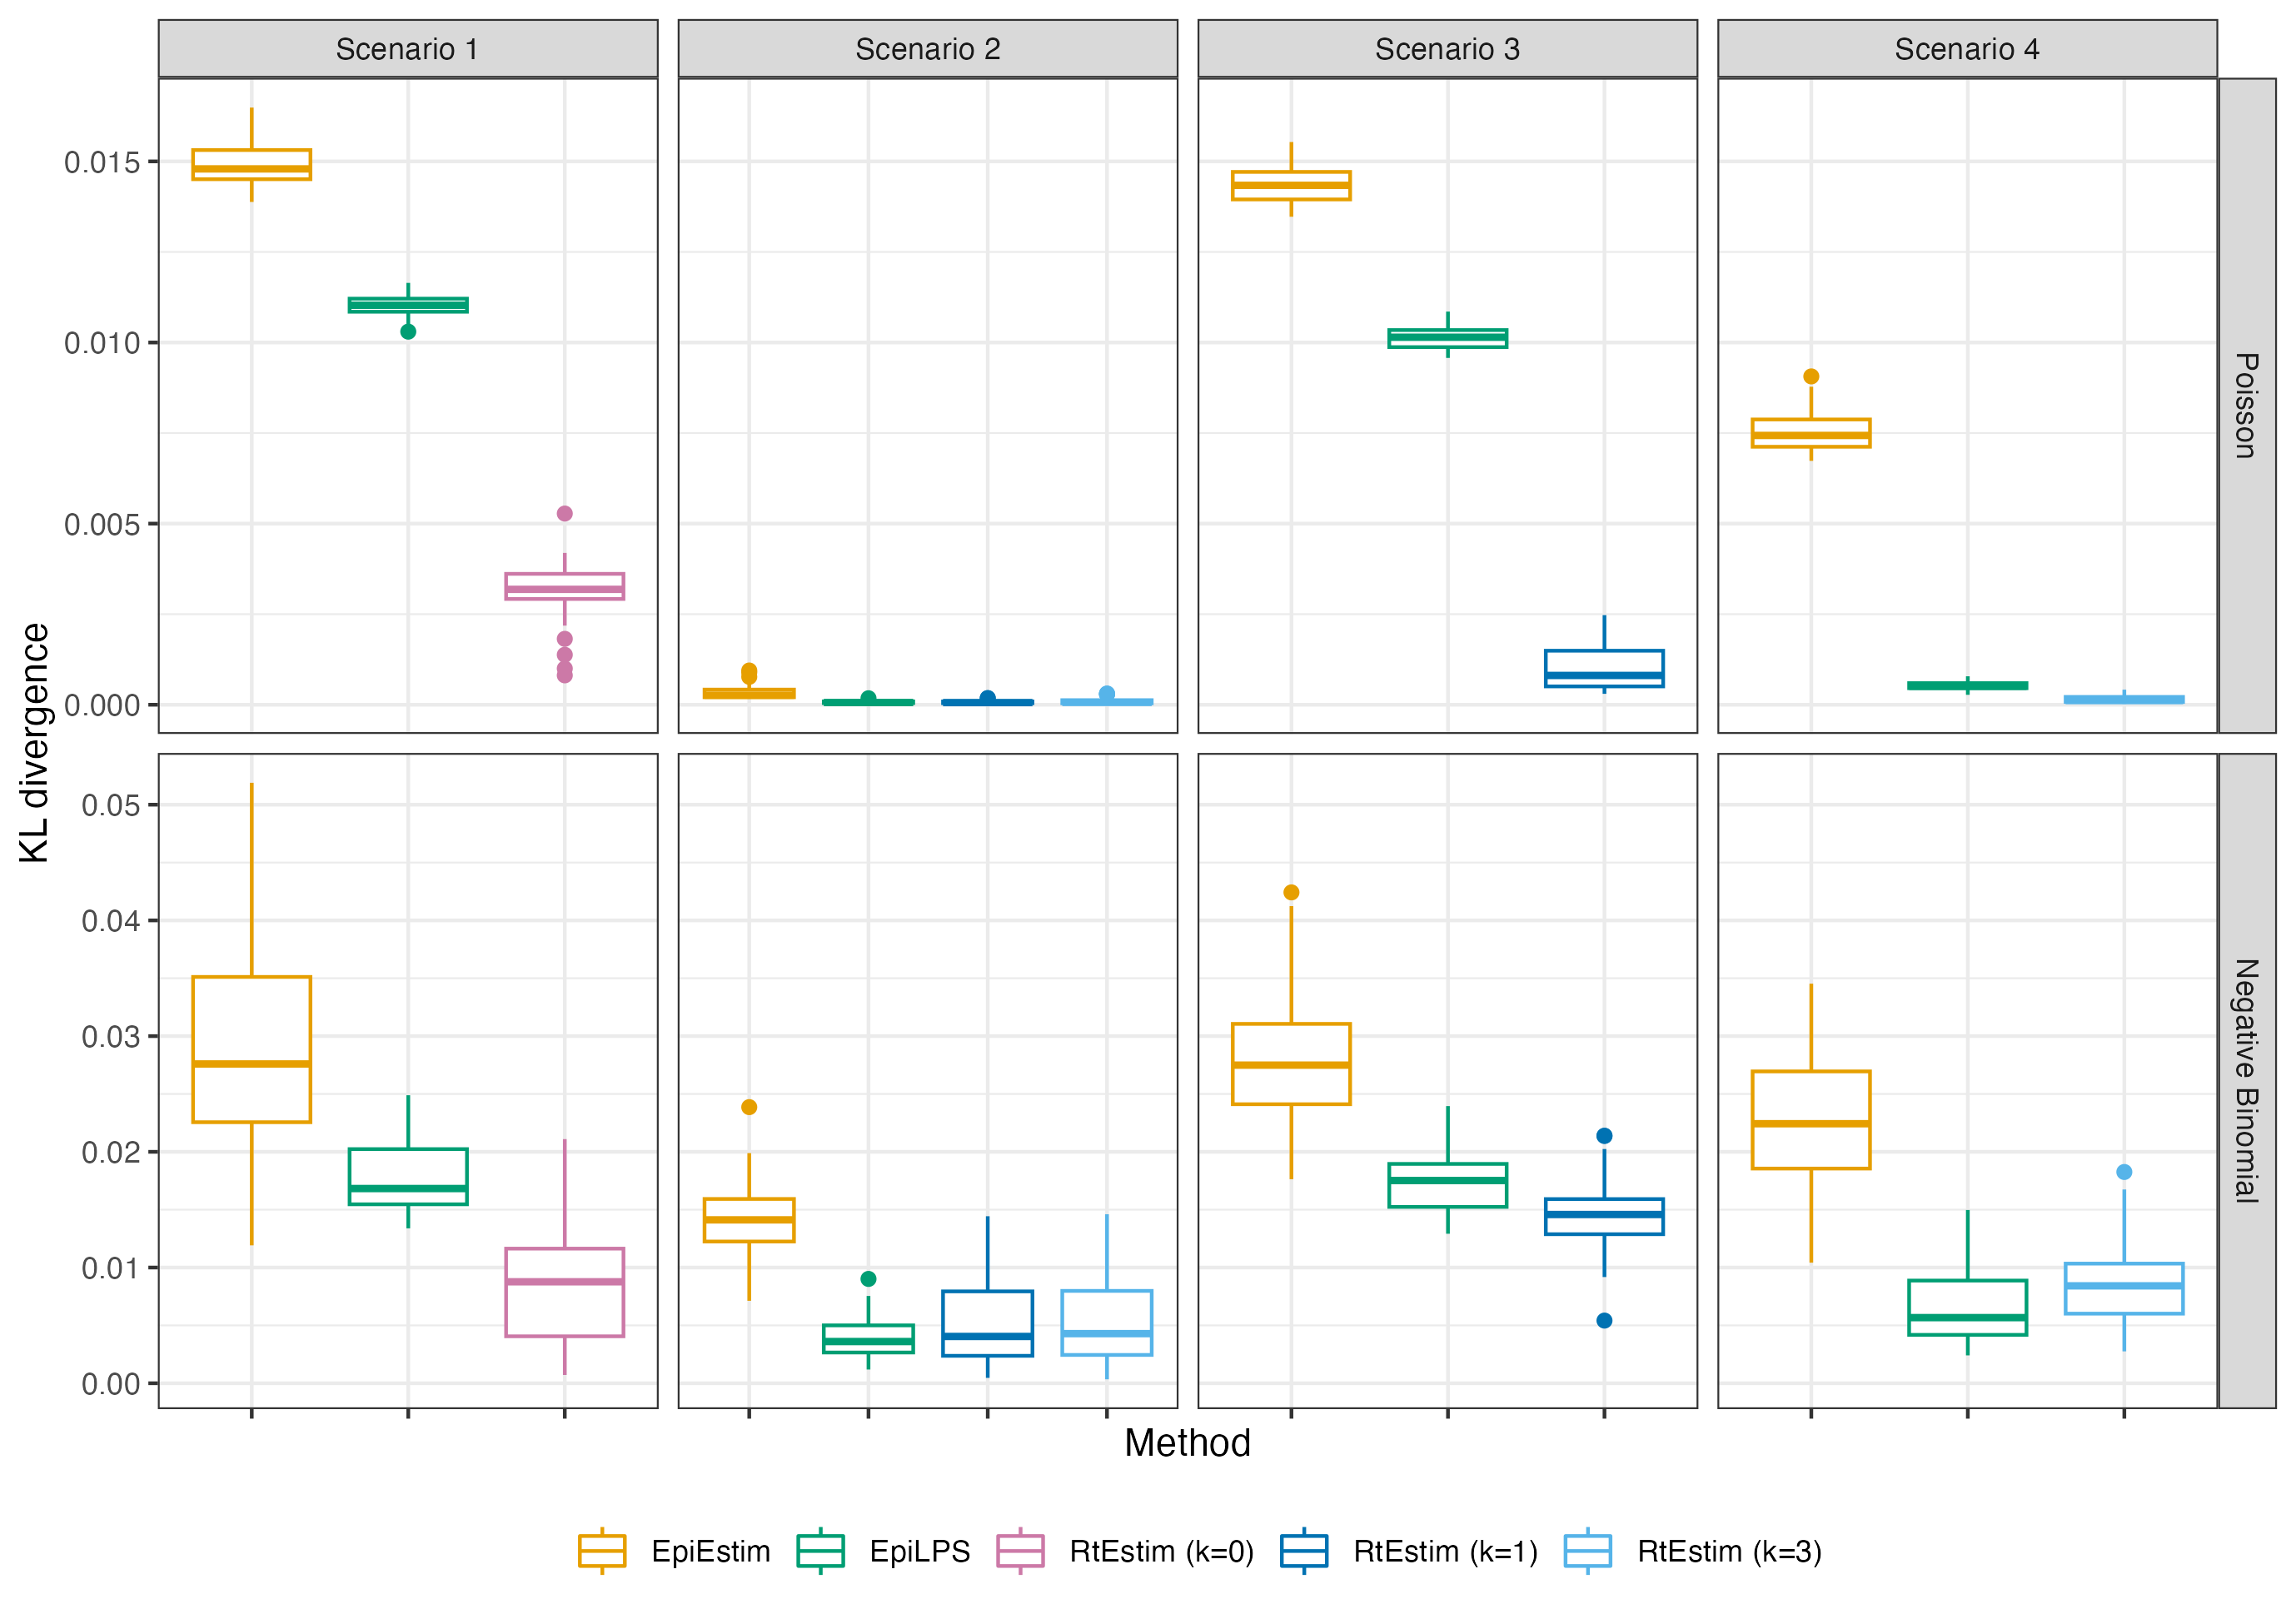 Scenario 1
Scenario 2
Scenario 3
Scenario 4
0.015
0.010
0.005
0.000
Poisson
KL divergence
0.05
0.04
0.03
0.02
0.01
0.00
Negative Binomial
Method
EpiEstim
EpiLPS
RtEstim (k=0)
RtEstim (k=1)
RtEstim (k=3)